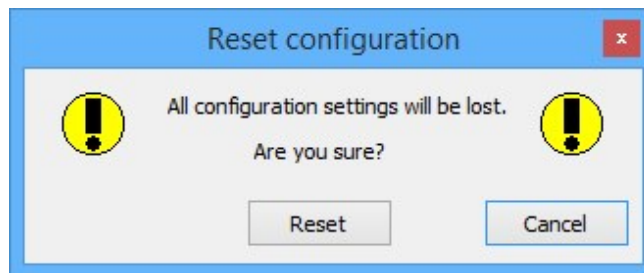 Reset configuration
x
All configuration settings will be lost.
Are you sure?
Reset Cancel